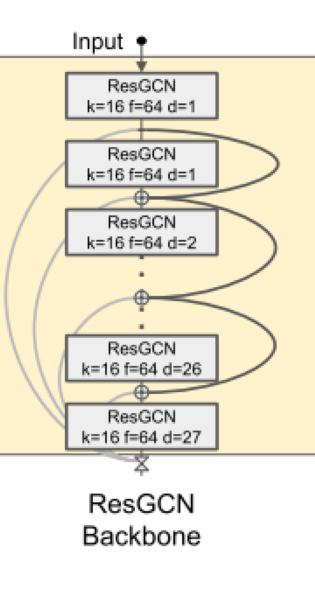 Input
ResGCN
k=16 f=64 d=1
ResGCN
k=16 f=64 d=1
ResGCN
k=16 f=64 d=2
ResGCN
k=16 f=64 d=26
ResGCN
k=16 f=64 d=27
ResGCN
Backbone